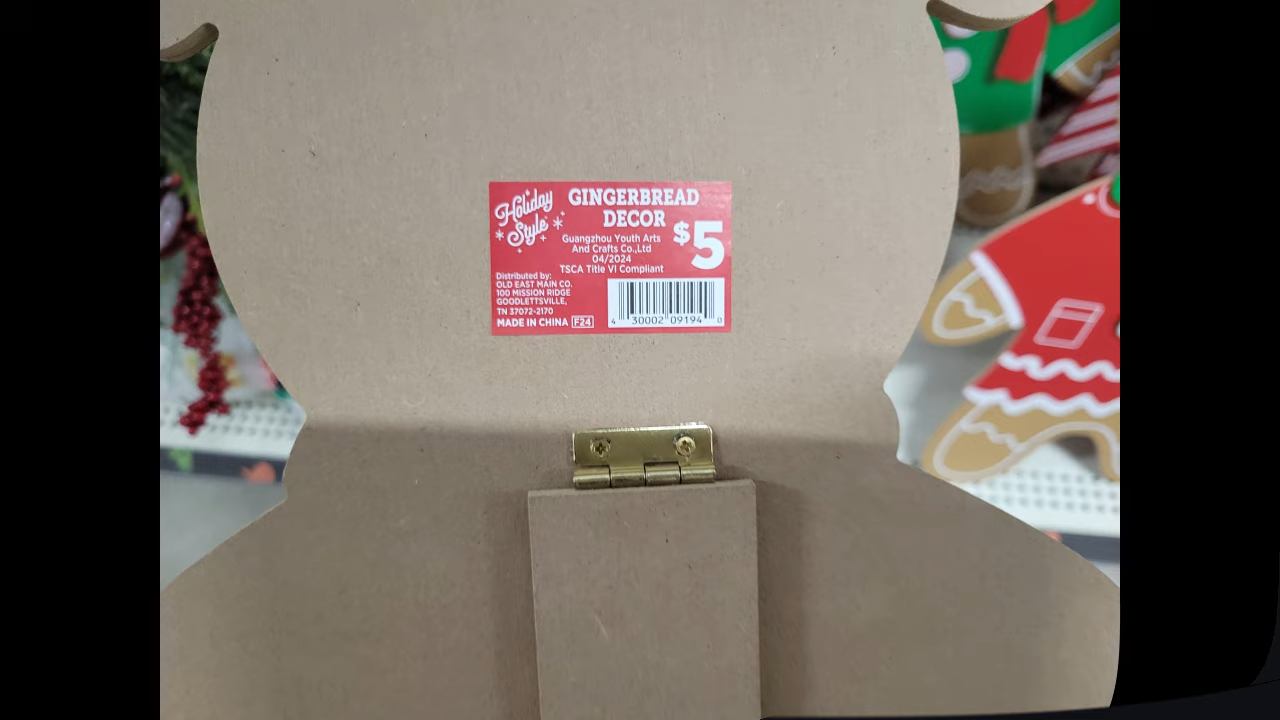 Holiday
Style
GINGERBREAD
DECOR
$5
Guangzhou Youth Arts
And Crafts Co.,Ltd
04/2024
TSCA Title VI Compliant
Distributed by:
OLD EAST MAIN CO.
100 MISSION RIDGE
GOODLETTSVILLE,
TN 37072-2170
MADE IN CHINA F24
4 30002 09194 0